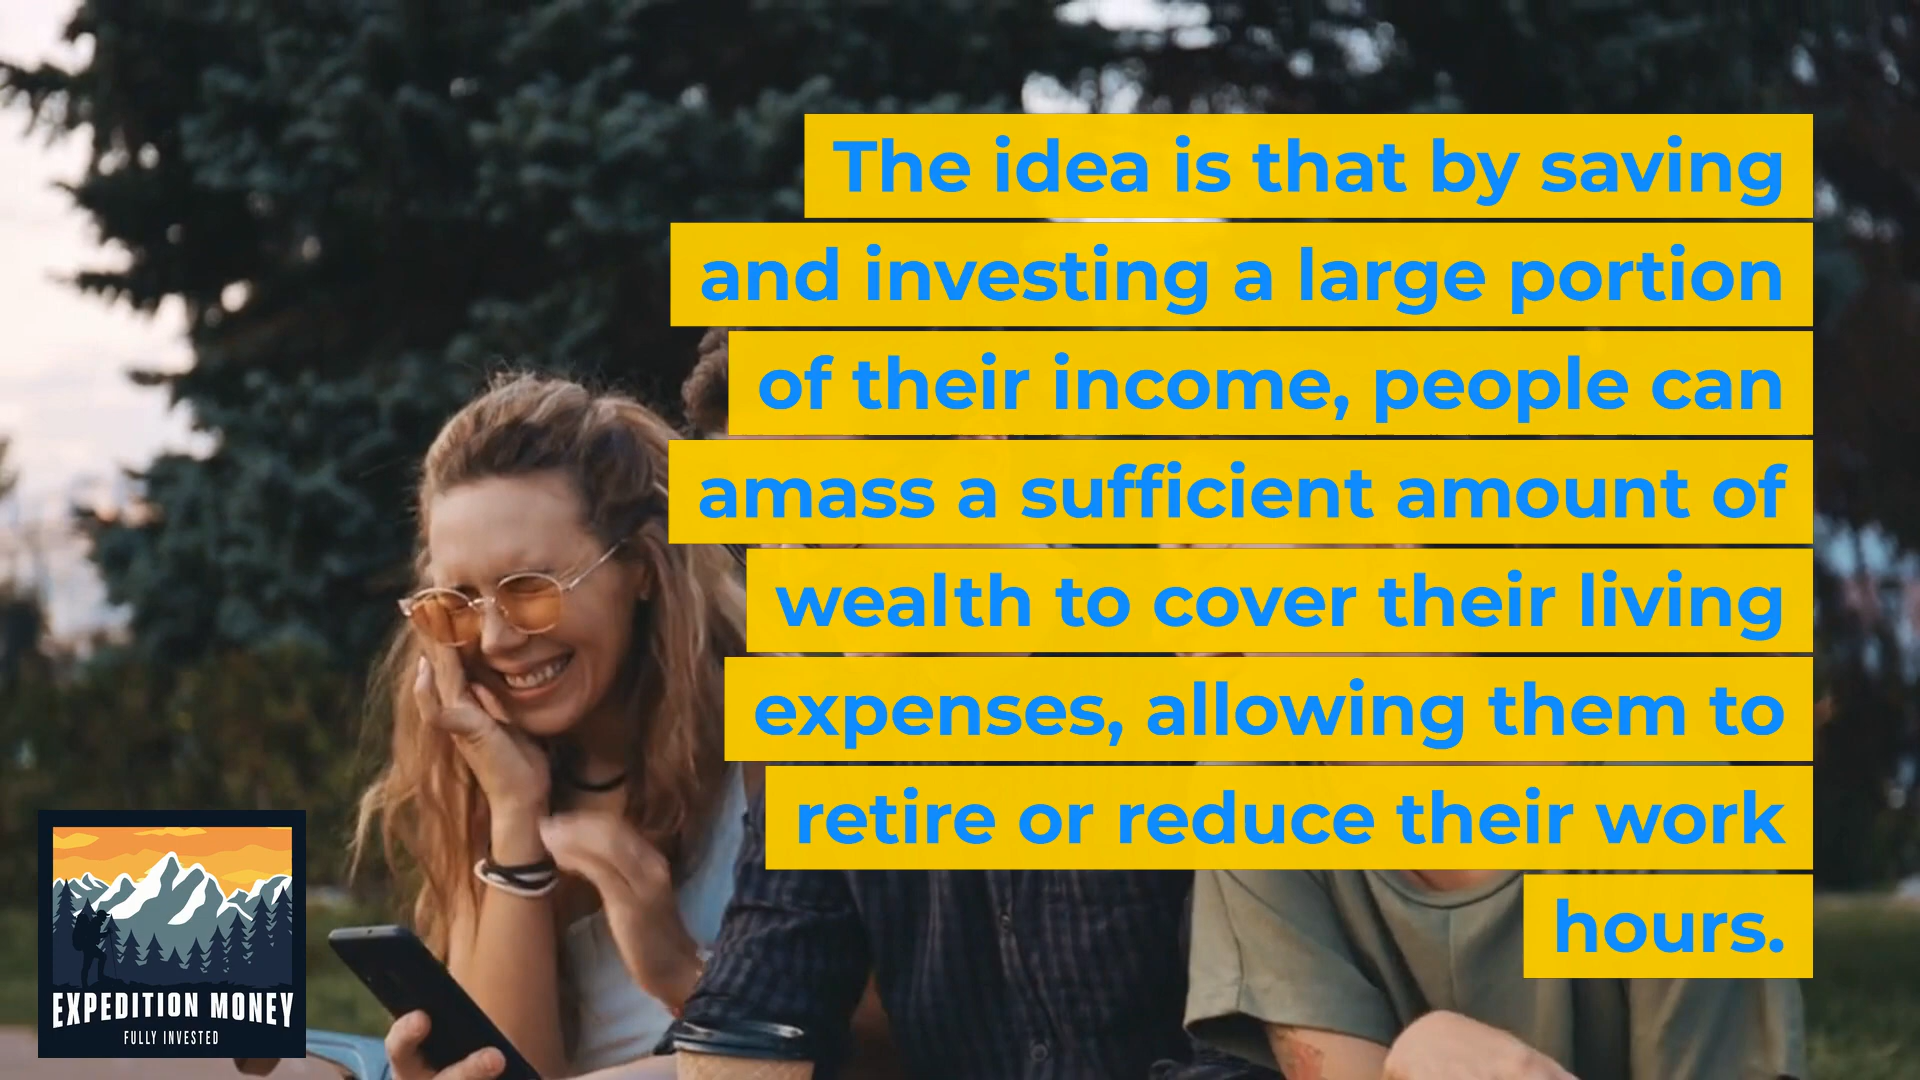 The idea is that by saving
and investing a large portion
of their income, people can
amass a sufficient amount of
wealth to cover their living
expenses, allowing them to
retire or reduce their work
hours.
EXPEDITION MONEY
FULLY INVESTED